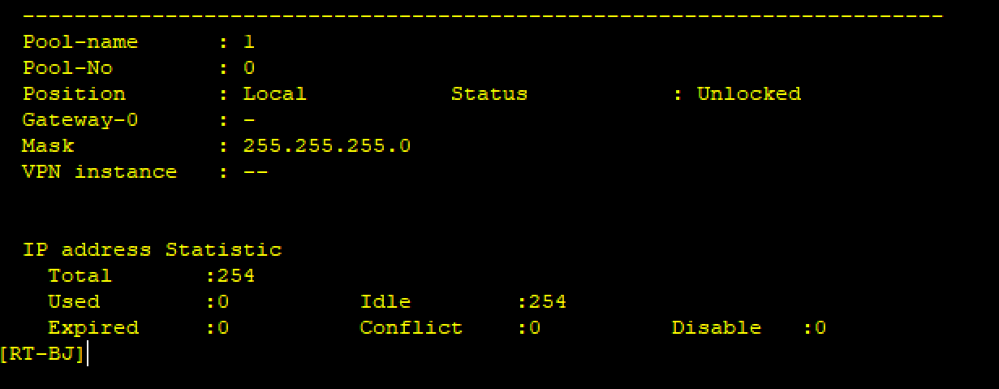 -----------------------------------------------------------------------
Pool-name : 1
Pool-No : 0
Position : Local Status : Unlocked
Gateway-0 : -
Mask : 255.255.255.0
VPN instance : --
IP address Statistic
Total :254
Used :0 Idle :254
Expired :0 Conflict :0 Disable :0
[RT-BJ]